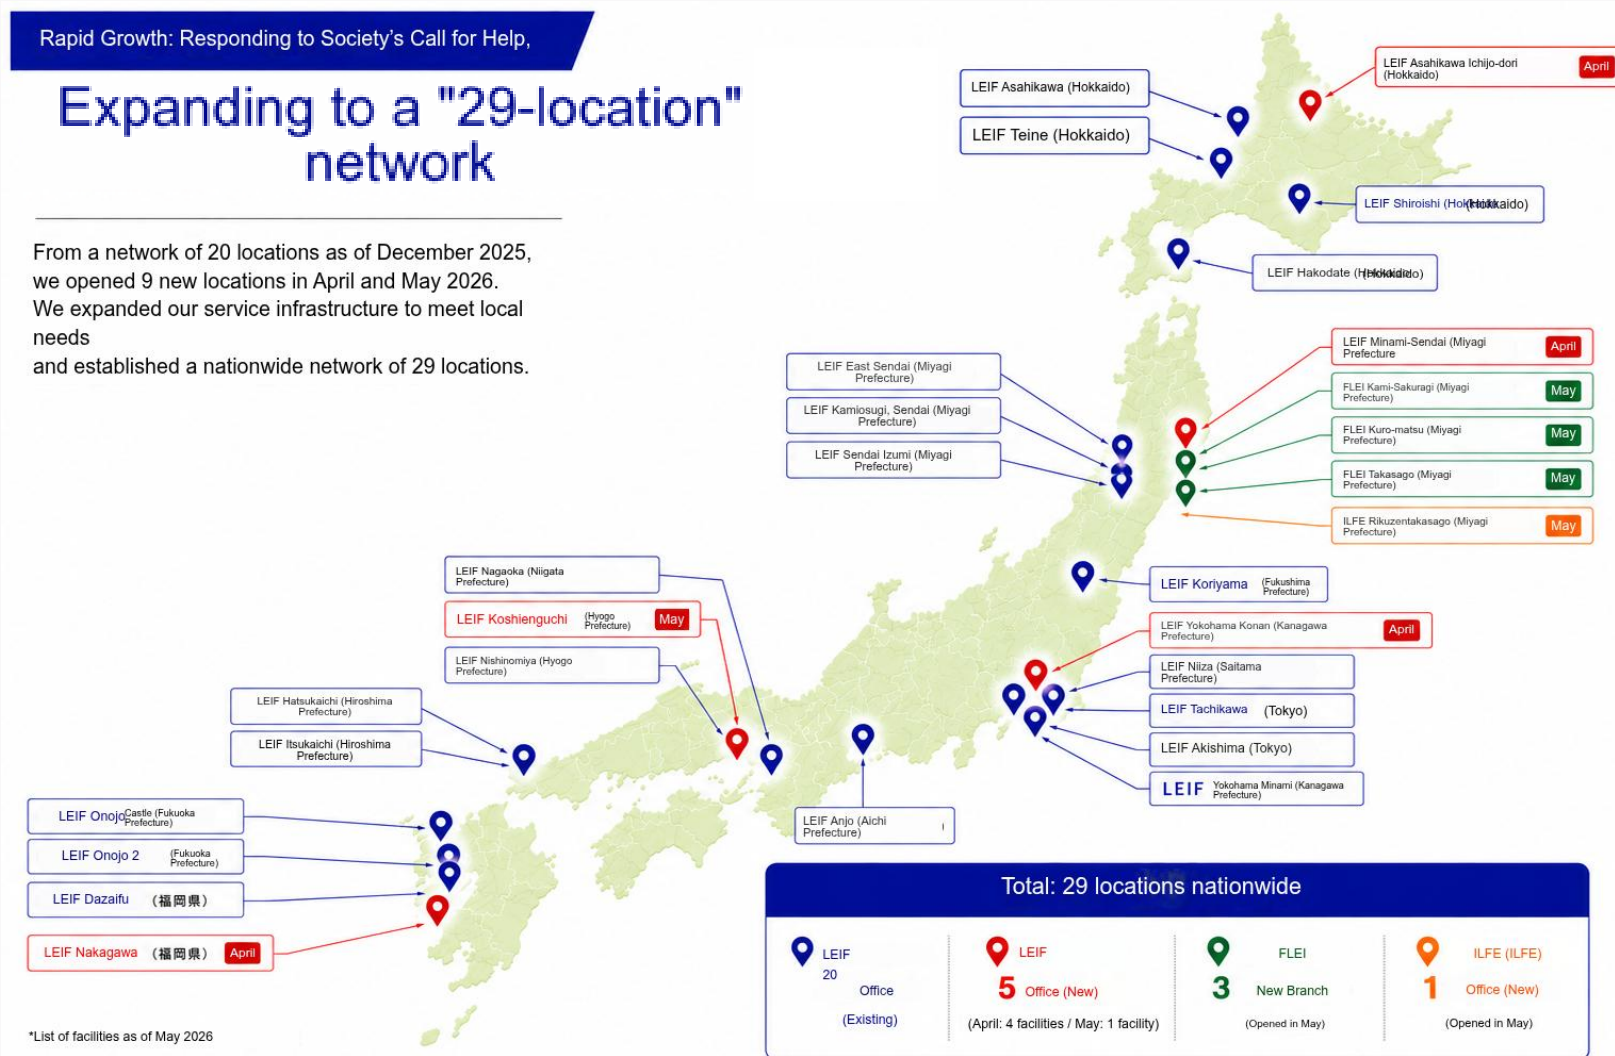 Rapid Growth: Responding to Society's Call for Help,
Expanding to a "29-location"
network
From a network of 20 locations as of December 2025,
we opened 9 new locations in April and May 2026.
We expanded our service infrastructure to meet local
needs
and established a nationwide network of 29 locations.
LEIF Asahikawa (Hokkaido)
LEIF Teine (Hokkaido)
LEIF Asahikawa Ichijo-dori
(Hokkaido)
April
LEIF Shiroishi (Hokkaido)
LEIF Hakodate (Hokkaido)
LEIF East Sendai (Miyagi
Prefecture)
LEIF Kamiosugi, Sendai (Miyagi
Prefecture)
LEIF Sendai Izumi (Miyagi
Prefecture)
LEIF Minami-Sendai (Miyagi
Prefecture
April
FLEI Kami-Sakuragi (Miyagi
Prefecture)
May
FLEI Kuro-matsu (Miyagi
Prefecture)
May
FLEI Takasago (Miyagi
Prefecture)
May
ILFE Rikuzentakasago (Miyagi
Prefecture)
May
LEIF Nagaoka (Niigata
Prefecture)
LEIF Koshienguchi
(Hyogo
Prefecture)
May
LEIF Nishinomiya (Hyogo
Prefecture)
LEIF Koriyama
(Fukushima
Prefecture)
LEIF Yokohama Konan (Kanagawa
Prefecture)
April
LEIF Niiza (Saitama
Prefecture)
LEIF Tachikawa (Tokyo)
LEIF Akishima (Tokyo)
LEIF Yokohama Minami (Kanagawa
Prefecture)
LEIF Hatsukaichi (Hiroshima
Prefecture)
LEIF Itsukaichi (Hiroshima
Prefecture)
LEIF Onojo Castle (Fukuoka
Prefecture)
LEIF Onojo 2
(Fukuoka
Prefecture)
LEIF Dazaifu （福岡県）
LEIF Nakagawa （福岡県） April
LEIF Anjo (Aichi
Prefecture) )
Total: 29 locations nationwide
LEIF
20
Office
(Existing)
LEIF
5 Office (New)
(April: 4 facilities / May: 1 facility)
FLEI
3 New Branch
(Opened in May)
ILFE (ILFE)
1 Office (New)
(Opened in May)
*List of facilities as of May 2026